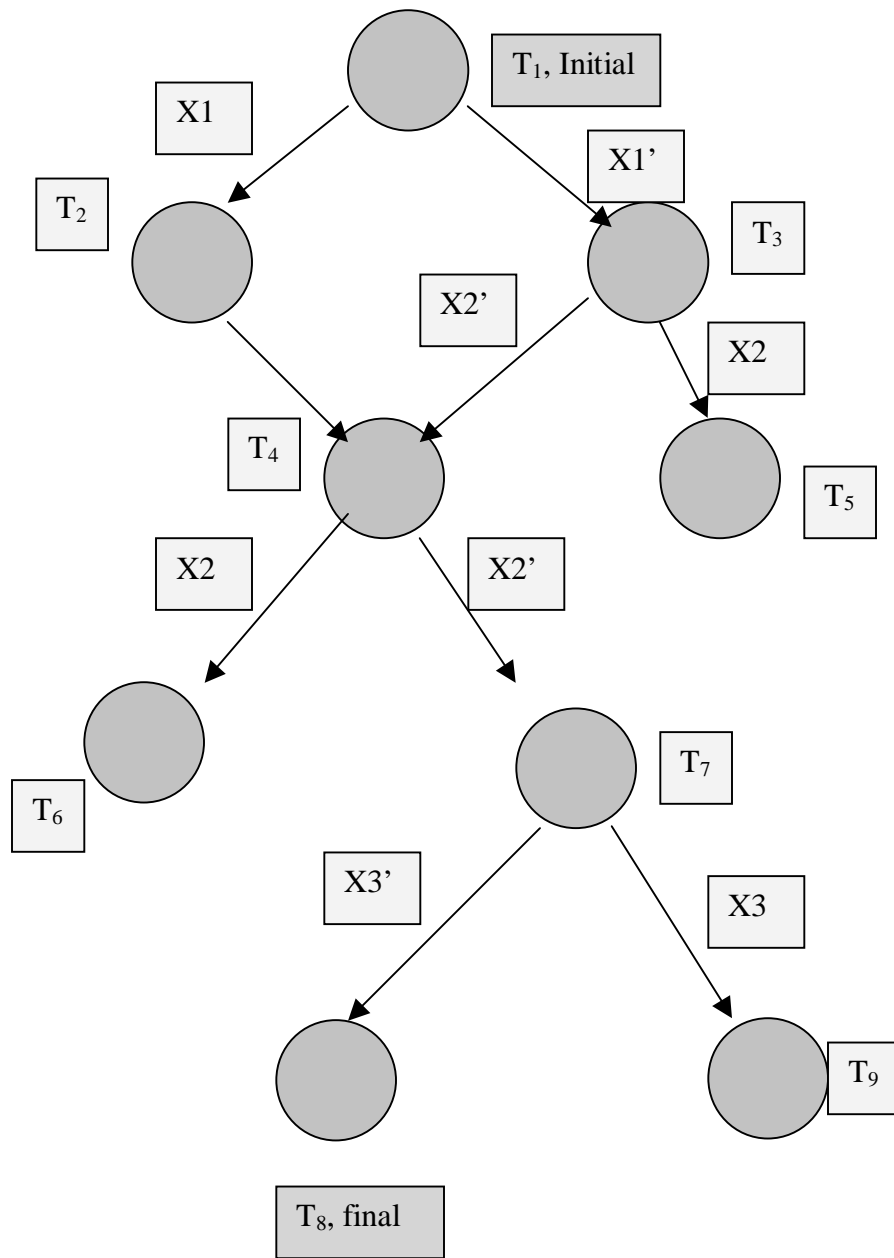 T₁, Initial
X1
X1’
T₂
T₃
X2’
X2
T₄
T₅
X2
X2’
T₇
T₆
X3’
X3
T₉
T₈, final